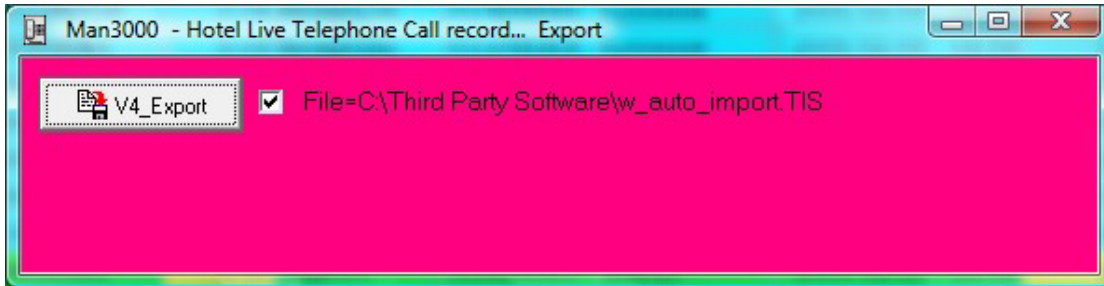 Man3000 - Hotel Live Telephone Call record... Export
V4_Export File=C:\Third Party Software\w_auto_import.TIS